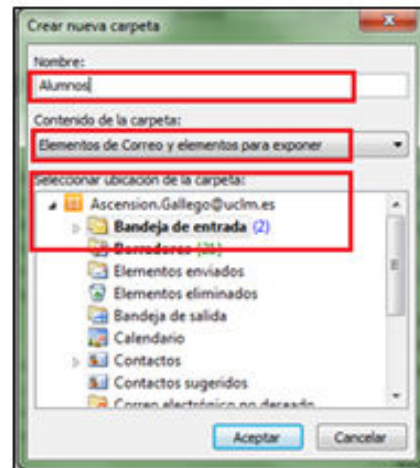 Crear nueva carpeta
Nombre:
Alumnos
Contenido de la carpeta:
Elementos de Correo y elementos para exponer
Seleccionar ubicación de la carpeta:
Ascension.Gallego@uclm.es
Bandeja de entrada (2)
Borradores (21)
Elementos enviados
Elementos eliminados
Bandeja de salida
Calendario
Contactos
Contactos sugeridos
Correo electrónico no deseado
Aceptar Cancelar